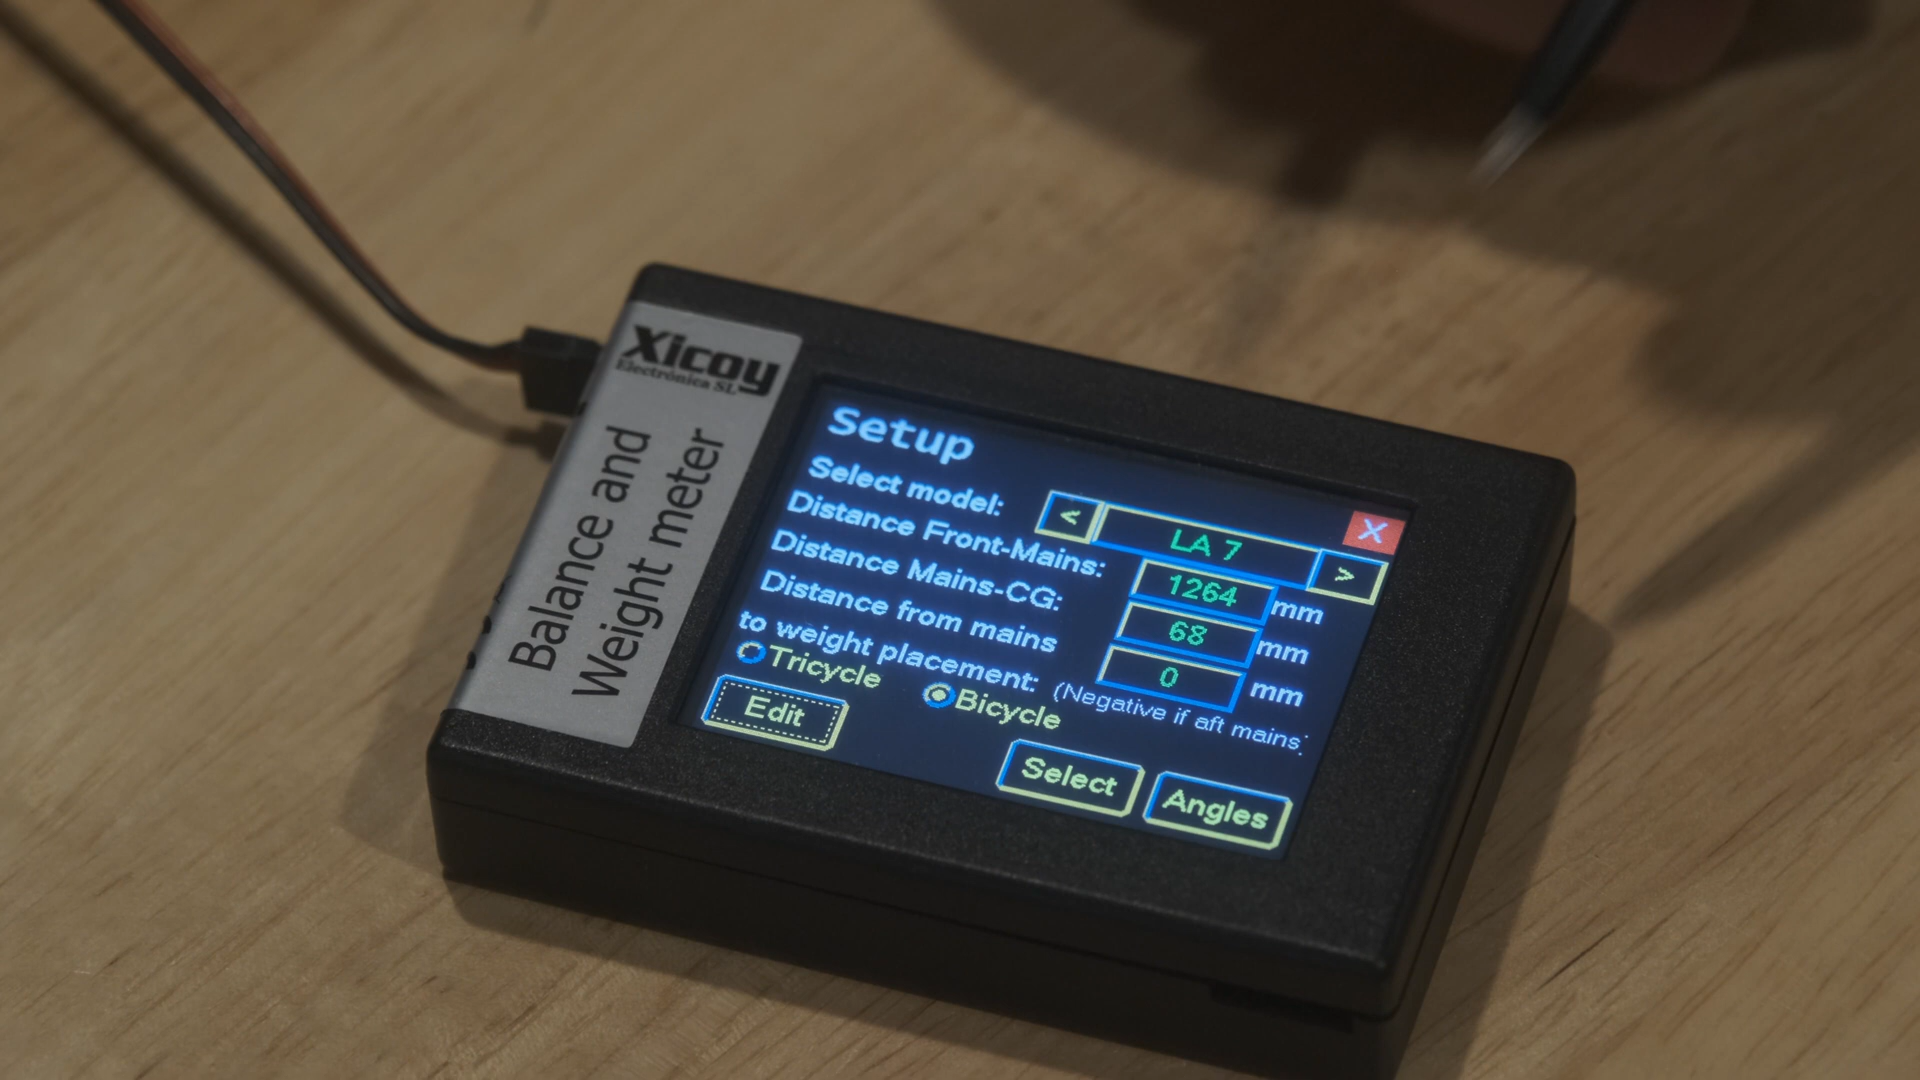 Xicoy
Electrónica SL
Balance and
Weight meter
Setup
X
Select model: < LA 7 >
Distance Front-Mains: 1264 mm
Distance Mains-CG: 68 mm
Distance from mains
to weight placement: 0 mm
(Negative if aft mains)
Tricycle Bicycle
Edit Select Angles